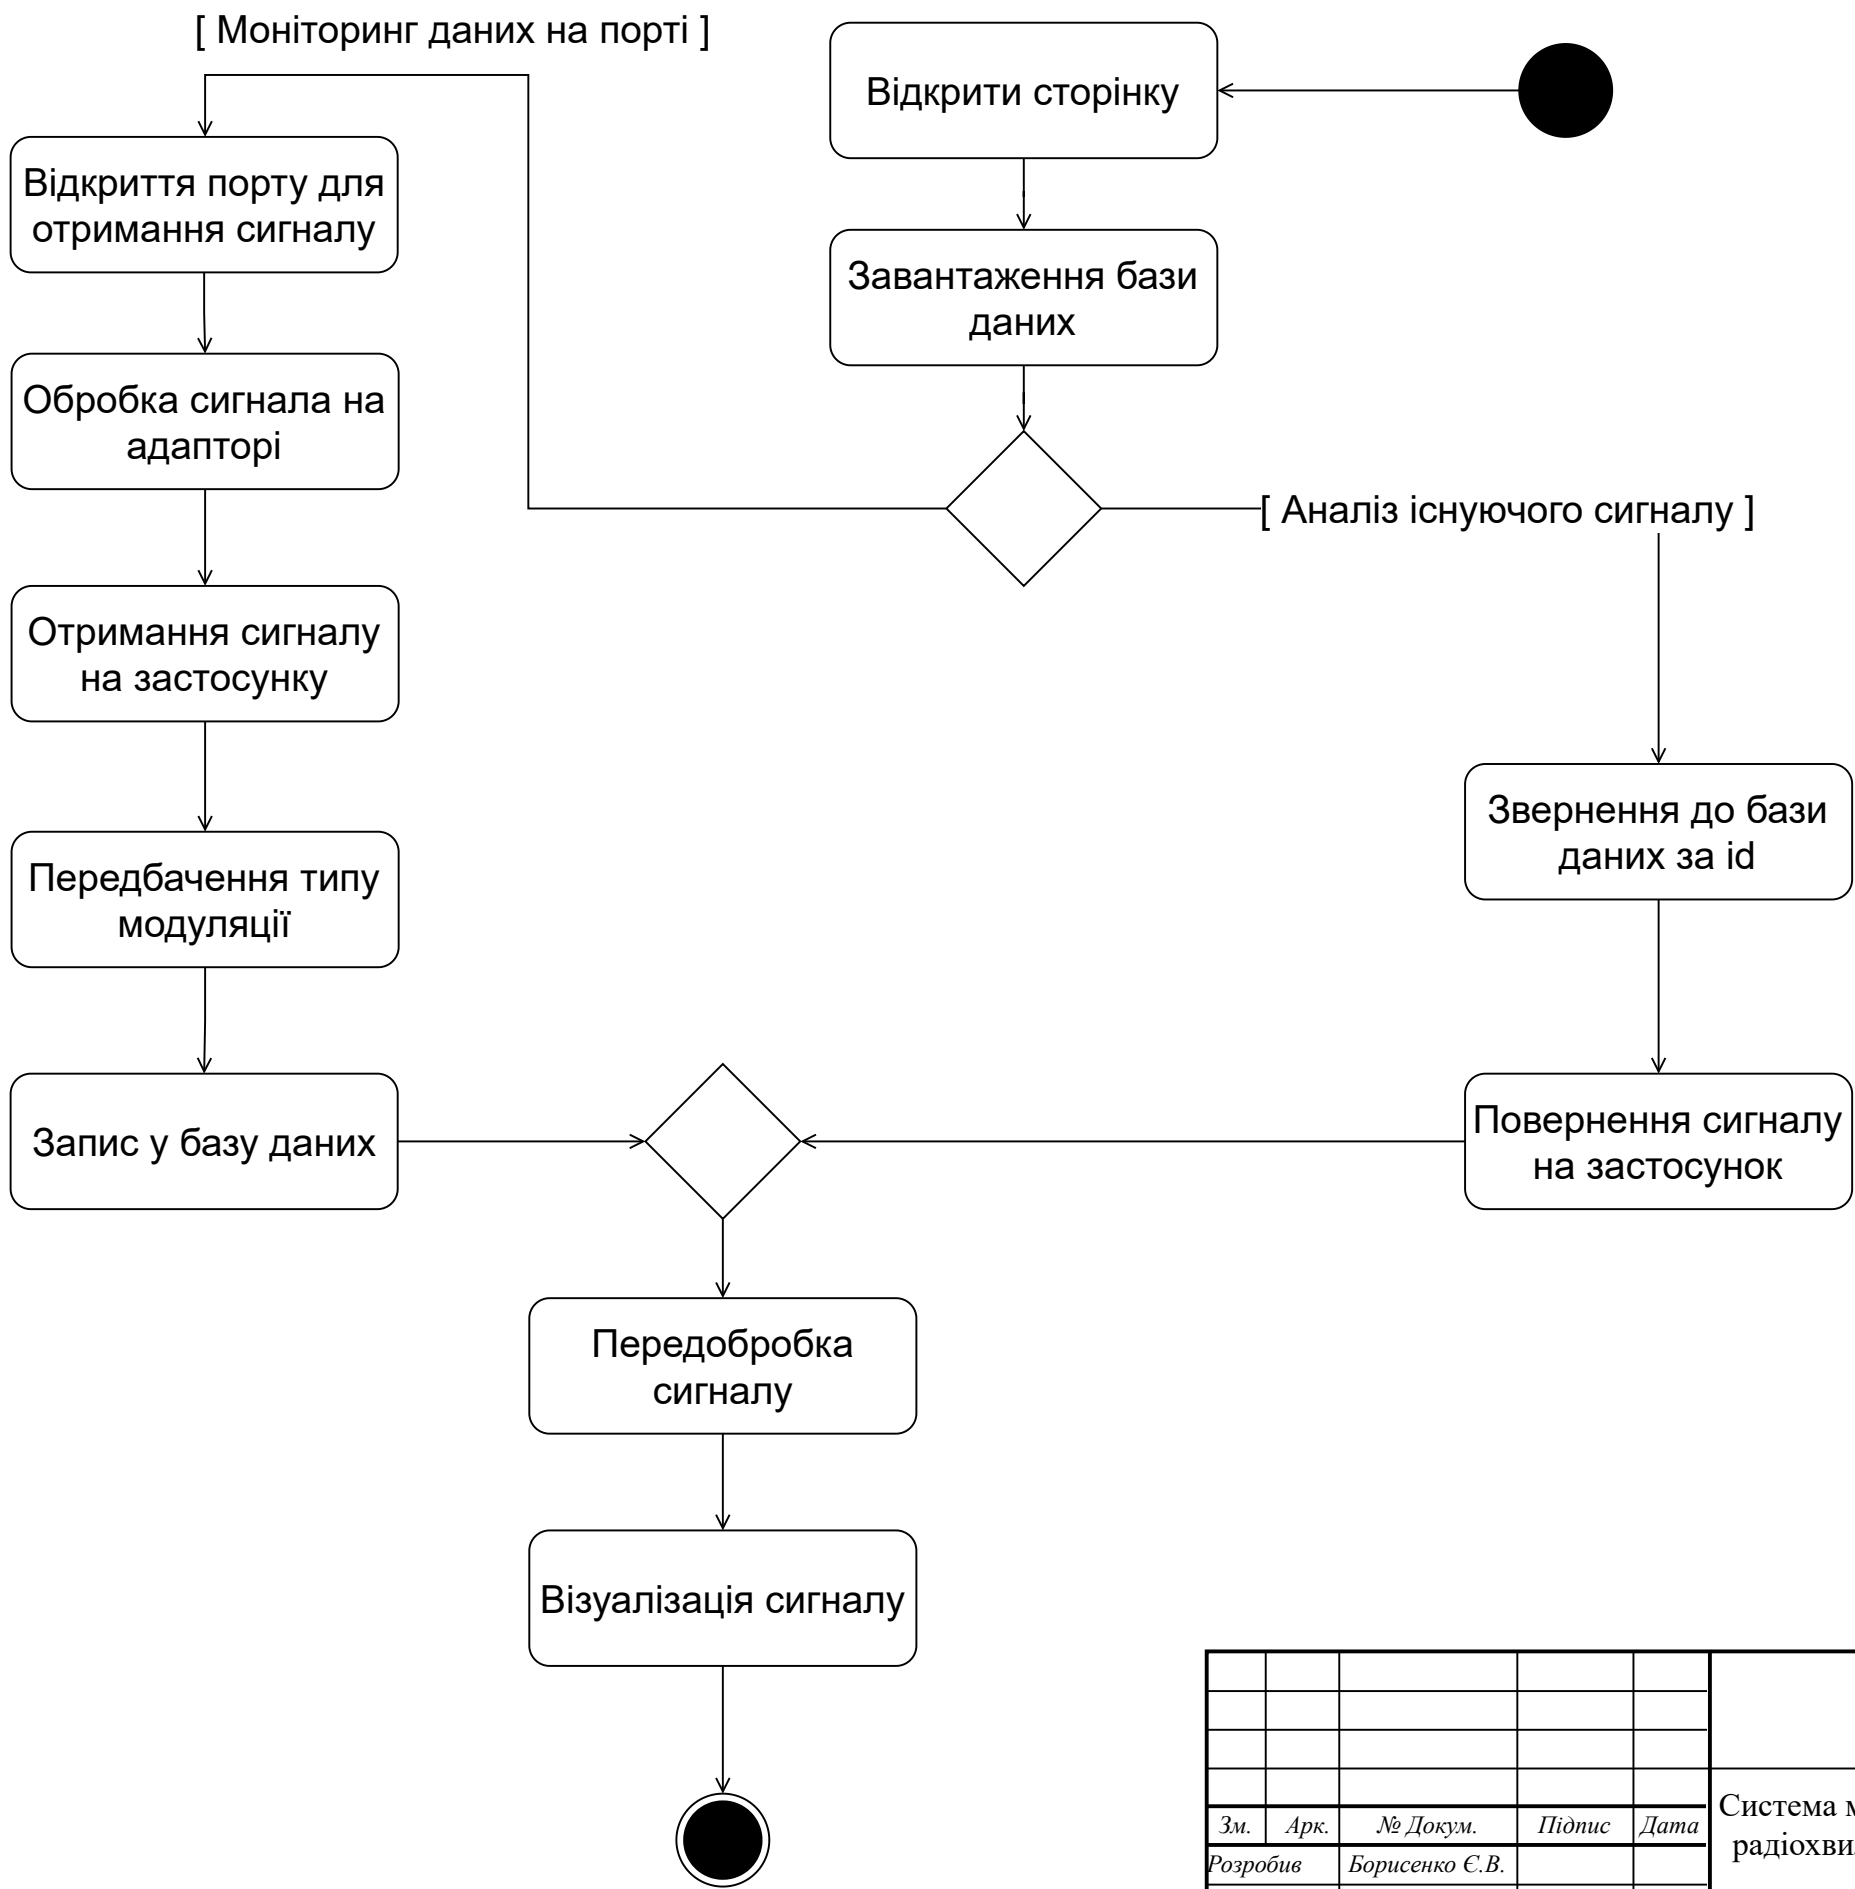 [ Моніторинг даних на порті ]
Відкрити сторінку
Відкриття порту для
отримання сигналу
Завантаження бази
даних
Обробка сигнала на
адапторі
[ Аналіз існуючого сигналу ]
Отримання сигналу
на застосунку
Звернення до бази
даних за id
Передбачення типу
модуляції
Запис у базу даних
Повернення сигналу
на застосунок
Передобробка
сигналу
Візуалізація сигналу
Зм. Арк. № Докум. Підпис Дата
Розробив Борисенко Є.В.
Система